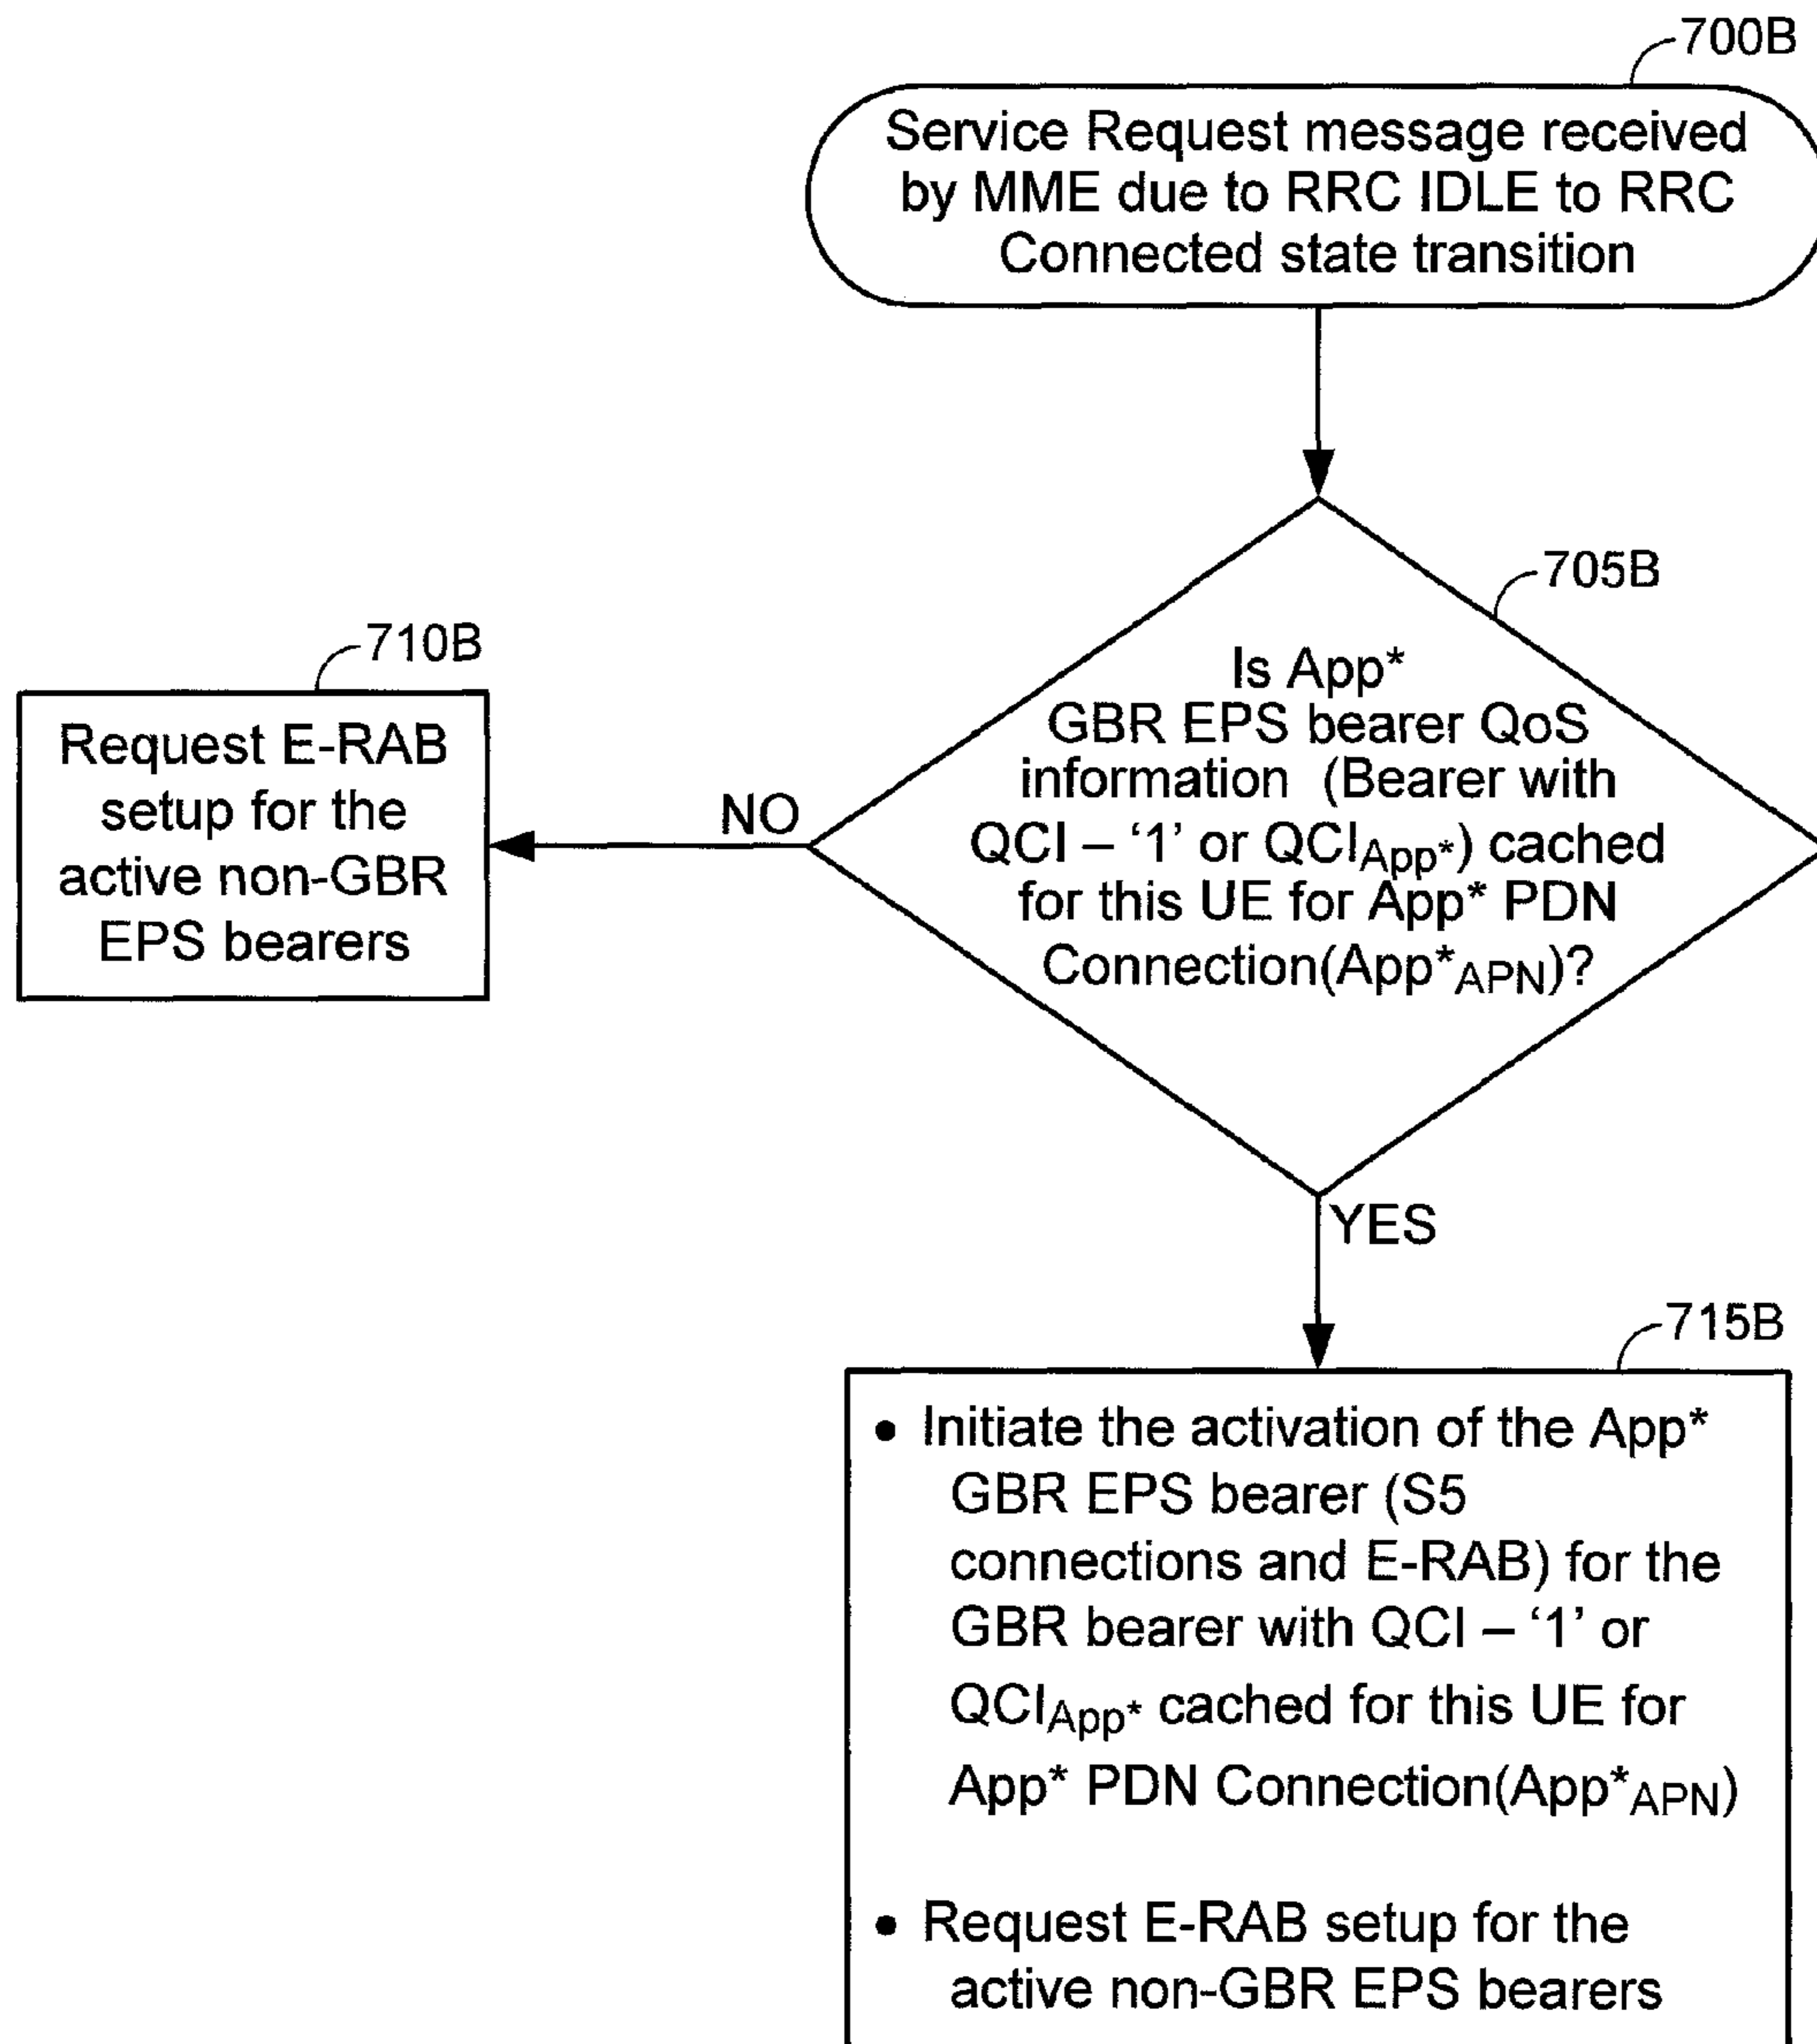 700B
Service Request message received
by MME due to RRC IDLE to RRC
Connected state transition
705B
Is App*
GBR EPS bearer QoS
information (Bearer with
QCI – ‘1’ or QCIApp*) cached
for this UE for App* PDN
Connection(App*APN)?
NO
710B
Request E-RAB
setup for the
active non-GBR
EPS bearers
YES
715B
• Initiate the activation of the App*
GBR EPS bearer (S5
connections and E-RAB) for the
GBR bearer with QCI – ‘1’ or
QCIApp* cached for this UE for
App* PDN Connection(App*APN)
• Request E-RAB setup for the
active non-GBR EPS bearers